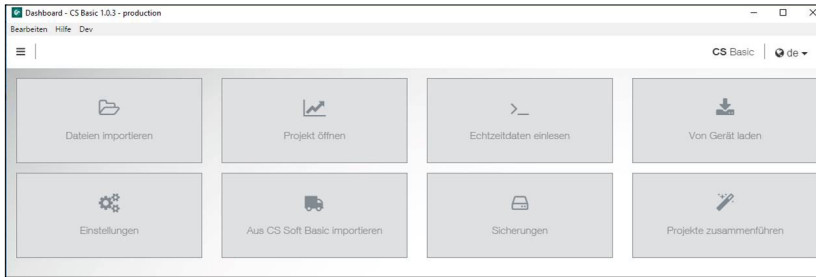 Dashboard - CS Basic 1.0.3 - production
Bearbeiten Hilfe Dev
CS Basic de
Dateien importieren
Projekt öffnen
Echtzeitdaten einlesen
Von Gerät laden
Einstellungen
Aus CS Soft Basic importieren
Sicherungen
Projekte zusammenführen